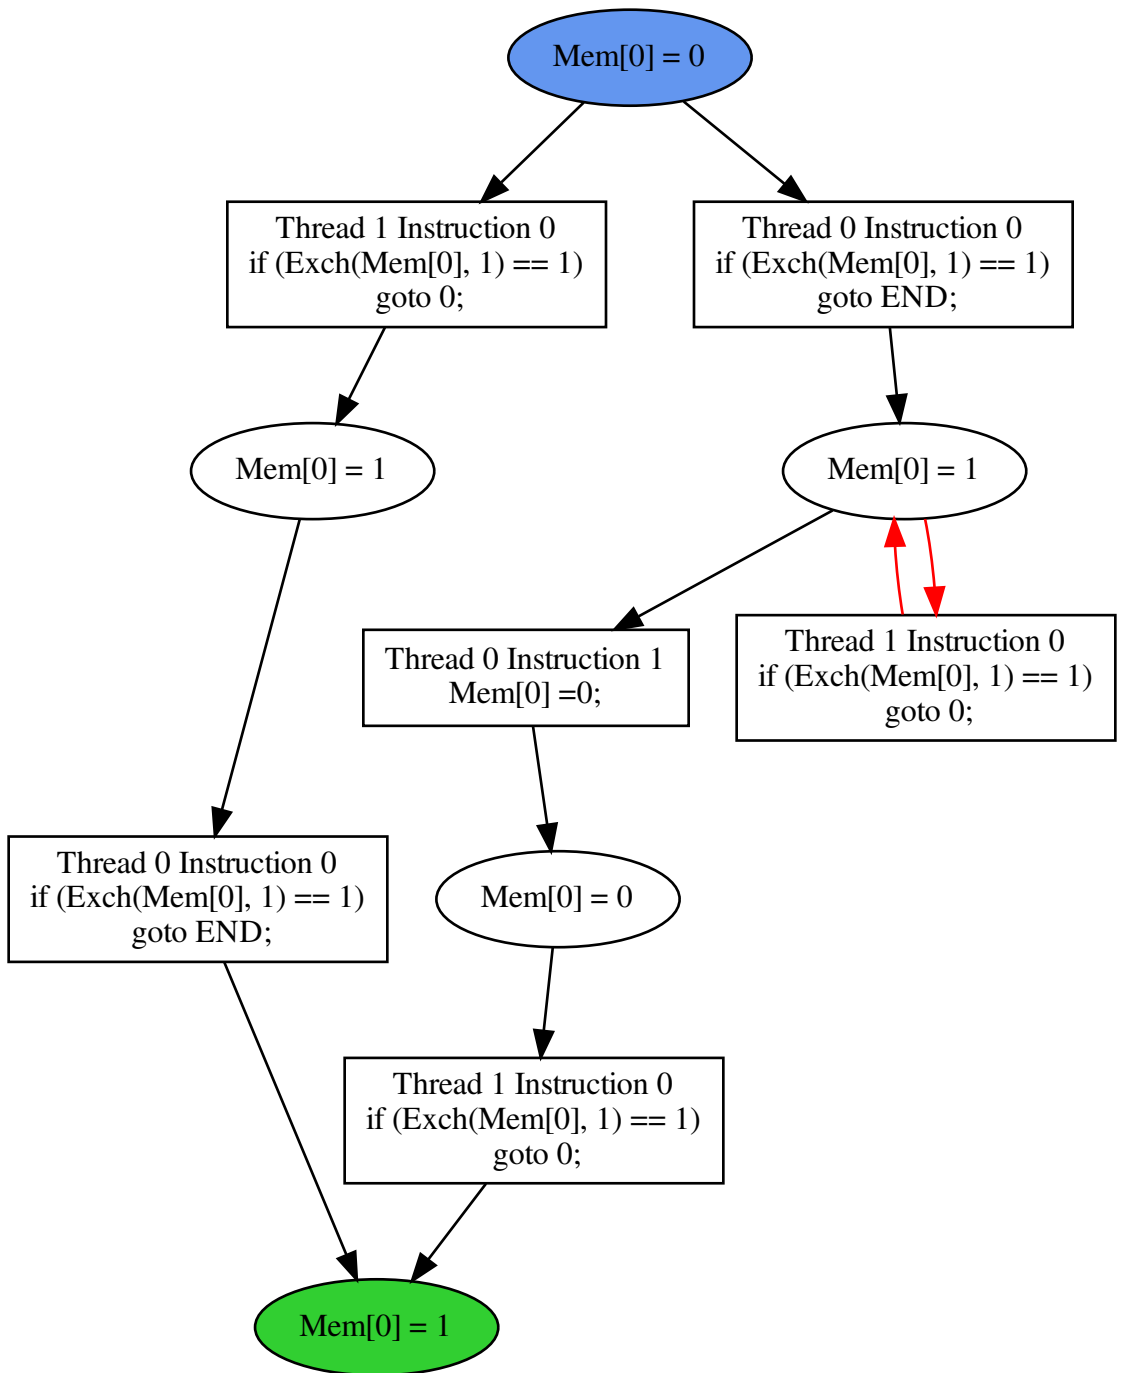 Mem[0] = 0
Thread 1 Instruction 0
if (Exch(Mem[0], 1) == 1)
goto 0;
Thread 0 Instruction 0
if (Exch(Mem[0], 1) == 1)
goto END;
Mem[0] = 1
Mem[0] = 1
Thread 0 Instruction 1
Mem[0] =0;
Thread 1 Instruction 0
if (Exch(Mem[0], 1) == 1)
goto 0;
Thread 0 Instruction 0
if (Exch(Mem[0], 1) == 1)
goto END;
Mem[0] = 0
Thread 1 Instruction 0
if (Exch(Mem[0], 1) == 1)
goto 0;
Mem[0] = 1